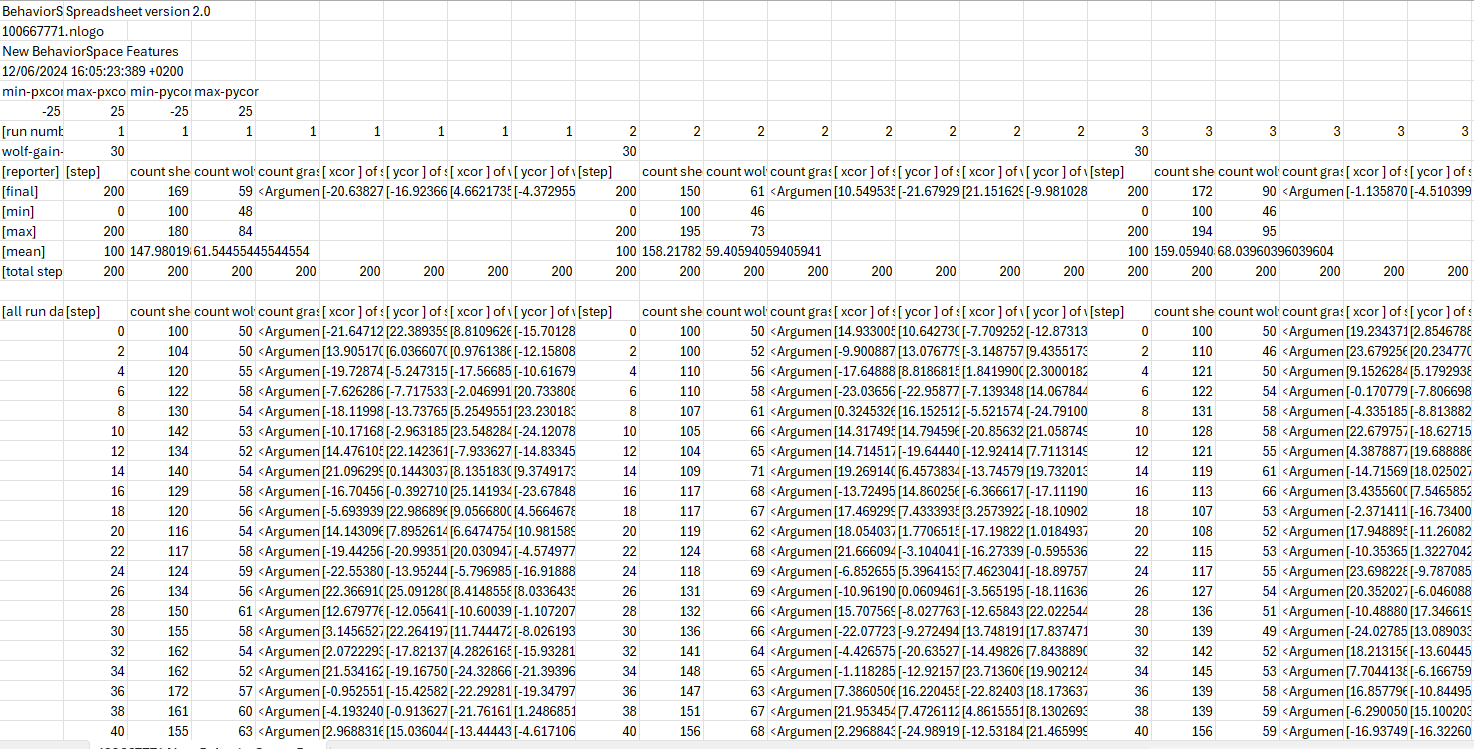 BehaviorS Spreadsheet version 2.0
100667771.nlogo
New BehaviorSpace Features
12/06/2024 16:05:23:389 +0200
min-pxcor max-pxco min-pycor max-pycor
-25 25 -25 25
[run numb 1 1 1 1 1 1 1 1 2 2 2 2 2 2 2 2 3 3 3 3 3 3
wolf-gain- 30 30 30
[reporter] [step] count she count wol count gras [ xcor ] of s [ ycor ] of s [ xcor ] of w [ ycor ] of w [step] count she count wol count gra [ xcor ] of s [ ycor ] of s [ xcor ] of w [ ycor ] of w [step] count she count wol count gra [ xcor ] of s [ ycor ] of s
[final] 200 169 59 <Argumen [-20.63827 [-16.92366 [4.6621735 [-4.372955 200 150 61 <Argumen [10.549535 [-21.67929 [21.151629 [-9.981028 200 172 90 <Argumen [-1.135870 [-4.510399
[min] 0 100 48 0 100 46 0 100 46
[max] 200 180 84 200 195 73 200 194 95
[mean] 100 147.980198 61.54455445544554 100 158.21782 59.40594059405941 100 159.05940 68.03960396039604
[total step 200 200 200 200 200 200 200 200 200 200 200 200 200 200 200 200 200 200 200 200 200 200
[all run da [step] count she count wol count gras [ xcor ] of s [ ycor ] of s [ xcor ] of w [ ycor ] of w [step] count she count wol count gra [ xcor ] of s [ ycor ] of s [ xcor ] of w [ ycor ] of w [step] count she count wol count gra [ xcor ] of s [ ycor ] of s
0 100 50 <Argumen [-21.64712 [22.389359 [8.8109626 [-15.70128 0 100 50 <Argumen [14.933005 [10.642730 [-7.709252 [-12.87313 0 100 50 <Argumen [19.234371 [2.8546788
2 104 50 <Argumen [13.905170 [6.0366070 [0.9761386 [-12.15808 2 100 52 <Argumen [-9.900887 [13.076779 [-3.148757 [9.4355173 2 110 46 <Argumen [23.679256 [20.234770
4 120 55 <Argumen [-19.72874 [-5.247315 [-17.56685 [-10.61679 4 110 56 <Argumen [-17.64888 [8.8186815 [1.8419900 [2.3000182 4 121 50 <Argumen [9.1526284 [5.1792938
6 122 58 <Argumen [-7.626286 [-7.717533 [-2.046991 [20.733808 6 110 58 <Argumen [-23.03656 [-22.95877 [-7.139348 [14.067844 6 122 54 <Argumen [-0.170779 [-7.806698
8 130 54 <Argumen [-18.11998 [-13.73765 [5.2549551 [23.230183 8 107 61 <Argumen [0.3245326 [16.152512 [-5.521574 [-24.79100 8 131 58 <Argumen [-4.335185 [-8.813882
10 142 53 <Argumen [-10.17168 [-2.963185 [23.548284 [-24.12078 10 105 66 <Argumen [14.317495 [14.794596 [-20.85632 [21.058749 10 128 58 <Argumen [22.679757 [-18.62715
12 134 52 <Argumen [14.476105 [22.142361 [-7.933627 [-14.83345 12 104 65 <Argumen [14.714517 [-19.64440 [-12.92414 [7.7113149 12 121 55 <Argumen [4.3878877 [19.688886
14 140 54 <Argumen [21.096299 [0.1443037 [8.1351830 [9.3749173 14 109 71 <Argumen [19.269140 [6.4573834 [-13.74579 [19.732013 14 119 61 <Argumen [-14.71569 [18.025027
16 129 58 <Argumen [-16.70456 [-0.392710 [25.141934 [-23.67848 16 117 68 <Argumen [-13.72495 [14.860256 [-6.366617 [-17.11190 16 113 66 <Argumen [3.4355600 [7.5465852
18 120 56 <Argumen [-5.693939 [22.986896 [9.0566800 [4.5664678 18 117 67 <Argumen [17.469299 [7.4333935 [3.2573922 [-18.10902 18 107 53 <Argumen [-2.371411 [-16.73400
20 116 54 <Argumen [14.143096 [7.8952614 [6.6474754 [10.981589 20 119 62 <Argumen [18.054037 [1.7706515 [-17.19822 [1.0184937 20 108 52 <Argumen [17.948895 [-11.26082
22 117 58 <Argumen [-19.44256 [-20.99351 [20.030947 [-4.574977 22 124 68 <Argumen [21.666094 [-3.104041 [-16.27339 [-0.595536 22 115 53 <Argumen [-10.35365 [1.3227042
24 124 59 <Argumen [-22.55380 [-13.95244 [-5.796985 [-16.91888 24 118 69 <Argumen [-6.852655 [5.3964153 [7.4623041 [-18.89757 24 117 55 <Argumen [23.698228 [-9.787085
26 134 56 <Argumen [22.366910 [25.091280 [8.4148558 [8.0336435 26 131 69 <Argumen [-10.96190 [0.0609461 [-3.565195 [-18.11636 26 127 54 <Argumen [20.352027 [-6.046088
28 150 61 <Argumen [12.679776 [-12.05641 [-10.60039 [-1.107207 28 132 66 <Argumen [15.707569 [-8.027763 [-12.65843 [22.022544 28 136 51 <Argumen [-10.48880 [17.346619
30 155 58 <Argumen [3.1456527 [22.264197 [11.744472 [-8.026193 30 136 66 <Argumen [-22.07723 [-9.272494 [13.748191 [17.837471 30 139 49 <Argumen [-24.02785 [13.089033
32 162 54 <Argumen [2.0722293 [-17.82137 [4.2826165 [-15.93281 32 141 64 <Argumen [-4.426575 [-20.63527 [-14.49826 [7.8438890 32 142 52 <Argumen [18.213156 [-13.60445
34 162 52 <Argumen [21.534162 [-19.16750 [-24.32866 [-21.39396 34 148 65 <Argumen [-1.118285 [-12.92157 [23.713606 [19.902124 34 145 53 <Argumen [7.7044138 [-6.166759
36 172 57 <Argumen [-0.952551 [-15.42582 [-22.29281 [-19.34797 36 147 63 <Argumen [7.3860506 [16.220455 [-22.82403 [18.173637 36 139 58 <Argumen [16.857796 [-10.84495
38 161 60 <Argumen [-4.193240 [-0.913627 [-21.76161 [1.2486851 38 151 67 <Argumen [21.953454 [7.4726112 [4.8615551 [8.1302693 38 139 59 <Argumen [-6.290050 [15.100203
40 155 63 <Argumen [2.9688316 [15.036044 [-13.44443 [-4.617106 40 156 68 <Argumen [2.2968843 [-24.98919 [-12.53184 [21.465999 40 156 54 <Argumen [-16.93749 [-16.32260